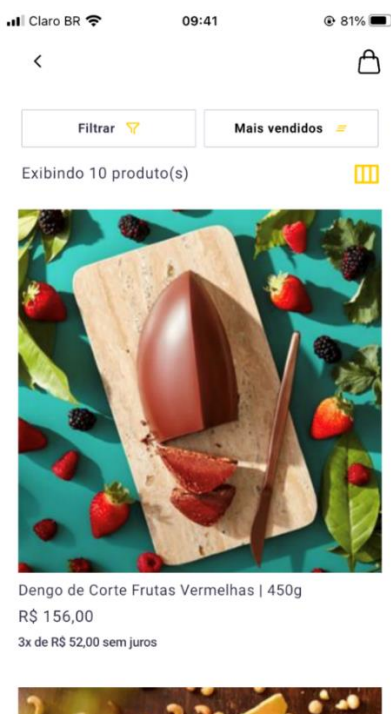 Claro BR 09:41 81%
Filtrar Mais vendidos
Exibindo 10 produto(s)
Dengo de Corte Frutas Vermelhas | 450g
R$ 156,00
3x de R$ 52,00 sem juros